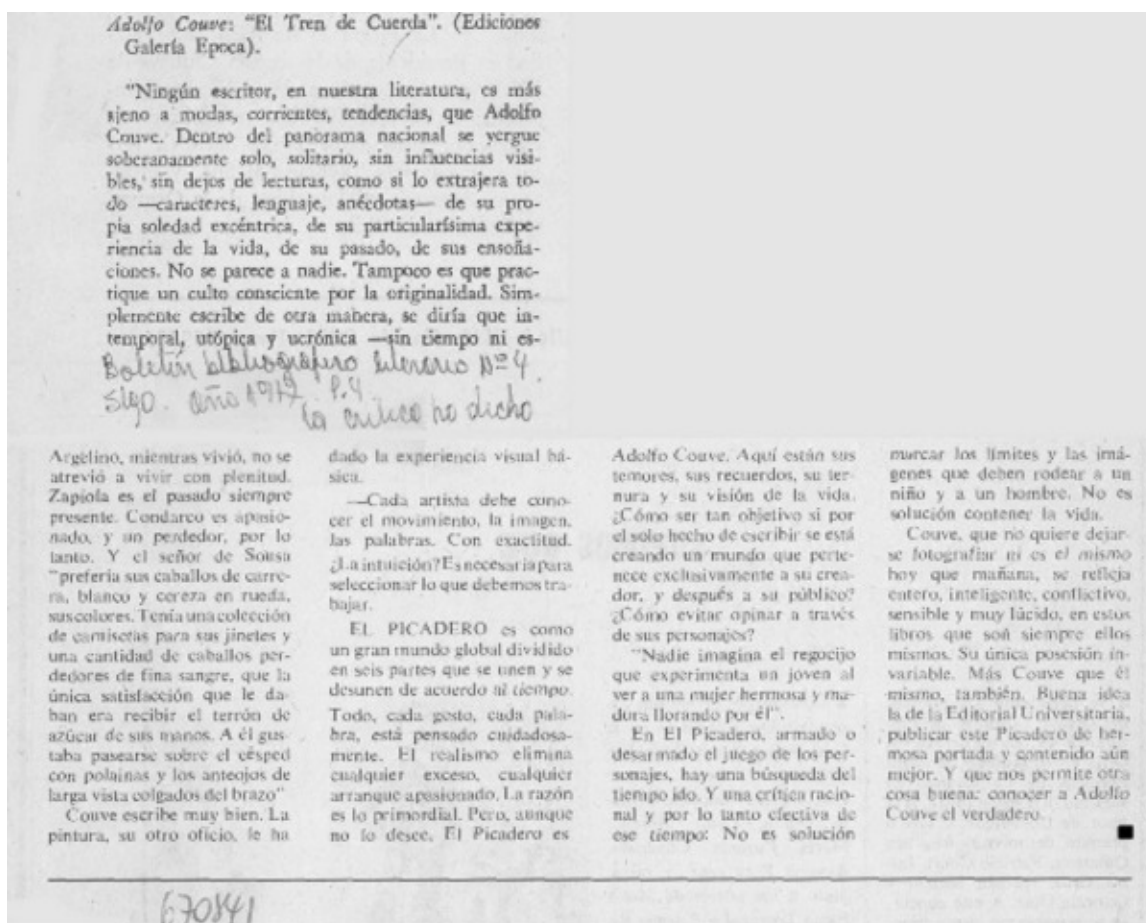 Adolfo Couve: "El Tren de Cuerda". (Ediciones
Galería Epoca).
"Ningún escritor, en nuestra literatura, es más
ajeno a modas, corrientes, tendencias, que Adolfo
Couve. Dentro del panorama nacional se yergue
soberanamente solo, solitario, sin influencias visi-
bles, sin dejos de lecturas, como si lo extrajera to-
do —caracteres, lenguaje, anécdotas— de su pro-
pia soledad excéntrica, de su particularísima expe-
riencia de la vida, de su pasado, de sus ensoña-
ciones. No se parece a nadie. Tampoco es que prac-
tique un culto consciente por la originalidad. Sim-
plemente escribe de otra manera, se diría que in-
temporal, utópica y ucrónica —sin tiempo ni es-
Boletín literario Nº 4
Stgo. año P.4
la crítica ha dicho
Argelino, mientras vivió, no se
atrevió a vivir con plenitud.
Zapiola es el pasado siempre
presente. Condarco es apasio-
nado, y un perdedor, por lo
tanto. Y el señor de Sousa
"prefería sus caballos de carre-
ra, blanco y cereza en rueda,
sus colores. Tenía una colección
de camisetas para sus jinetes y
una cantidad de caballos per-
dedores de fina sangre, que la
única satisfacción que le da-
ban era recibir el terrón de
azúcar de sus manos. A él gus-
taba pasearse sobre el césped
con polainas y los anteojos de
larga vista colgados del brazo"
Couve escribe muy bien. La
pintura, su otro oficio, le ha
dado la experiencia visual bá-
sica.
—Cada artista debe cono-
cer el movimiento, la imagen,
las palabras. Con exactitud.
¿La intuición? Es necesaria para
seleccionar lo que debemos tra-
bajar.
EL PICADERO es como
un gran mundo global dividido
en seis partes que se unen y se
desunen de acuerdo al tiempo.
Todo, cada gesto, cada pala-
bra, está pensado cuidadosa-
mente. El realismo elimina
cualquier exceso, cualquier
arranque apasionado. La razón
es lo primordial. Pero, aunque
no lo desee, El Picadero es
Adolfo Couve. Aquí están sus
temores, sus recuerdos, su ter-
nura y su visión de la vida.
¿Cómo ser tan objetivo si por
el solo hecho de escribir se está
creando un mundo que perte-
nece exclusivamente a su crea-
dor, y después a su público?
¿Cómo evitar opinar a través
de sus personajes?
"Nadie imagina el regocijo
que experimenta un joven al
ver a una mujer hermosa y ma-
dura llorando por él".
En El Picadero, armado o
desarmado el juego de los per-
sonajes, hay una búsqueda del
tiempo ido. Y una crítica racio-
nal y por lo tanto efectiva de
ese tiempo: No es solución
murcar los límites y las imá-
genes que deben rodear a un
niño y a un hombre. No es
solución contener la vida.
Couve, que no quiere dejar-
se fotografiar ni es el mismo
hoy que mañana, se refleja
entero, inteligente, conflictivo,
sensible y muy lúcido, en estos
libros que son siempre ellos
mismos. Su única posesión in-
variable. Más Couve que él
mismo, también. Buena idea
la de la Editorial Universitaria,
publicar este Picadero de her-
mosa portada y contenido aún
mejor. Y que nos permite otra
cosa buena: conocer a Adolfo
Couve el verdadero.
670841